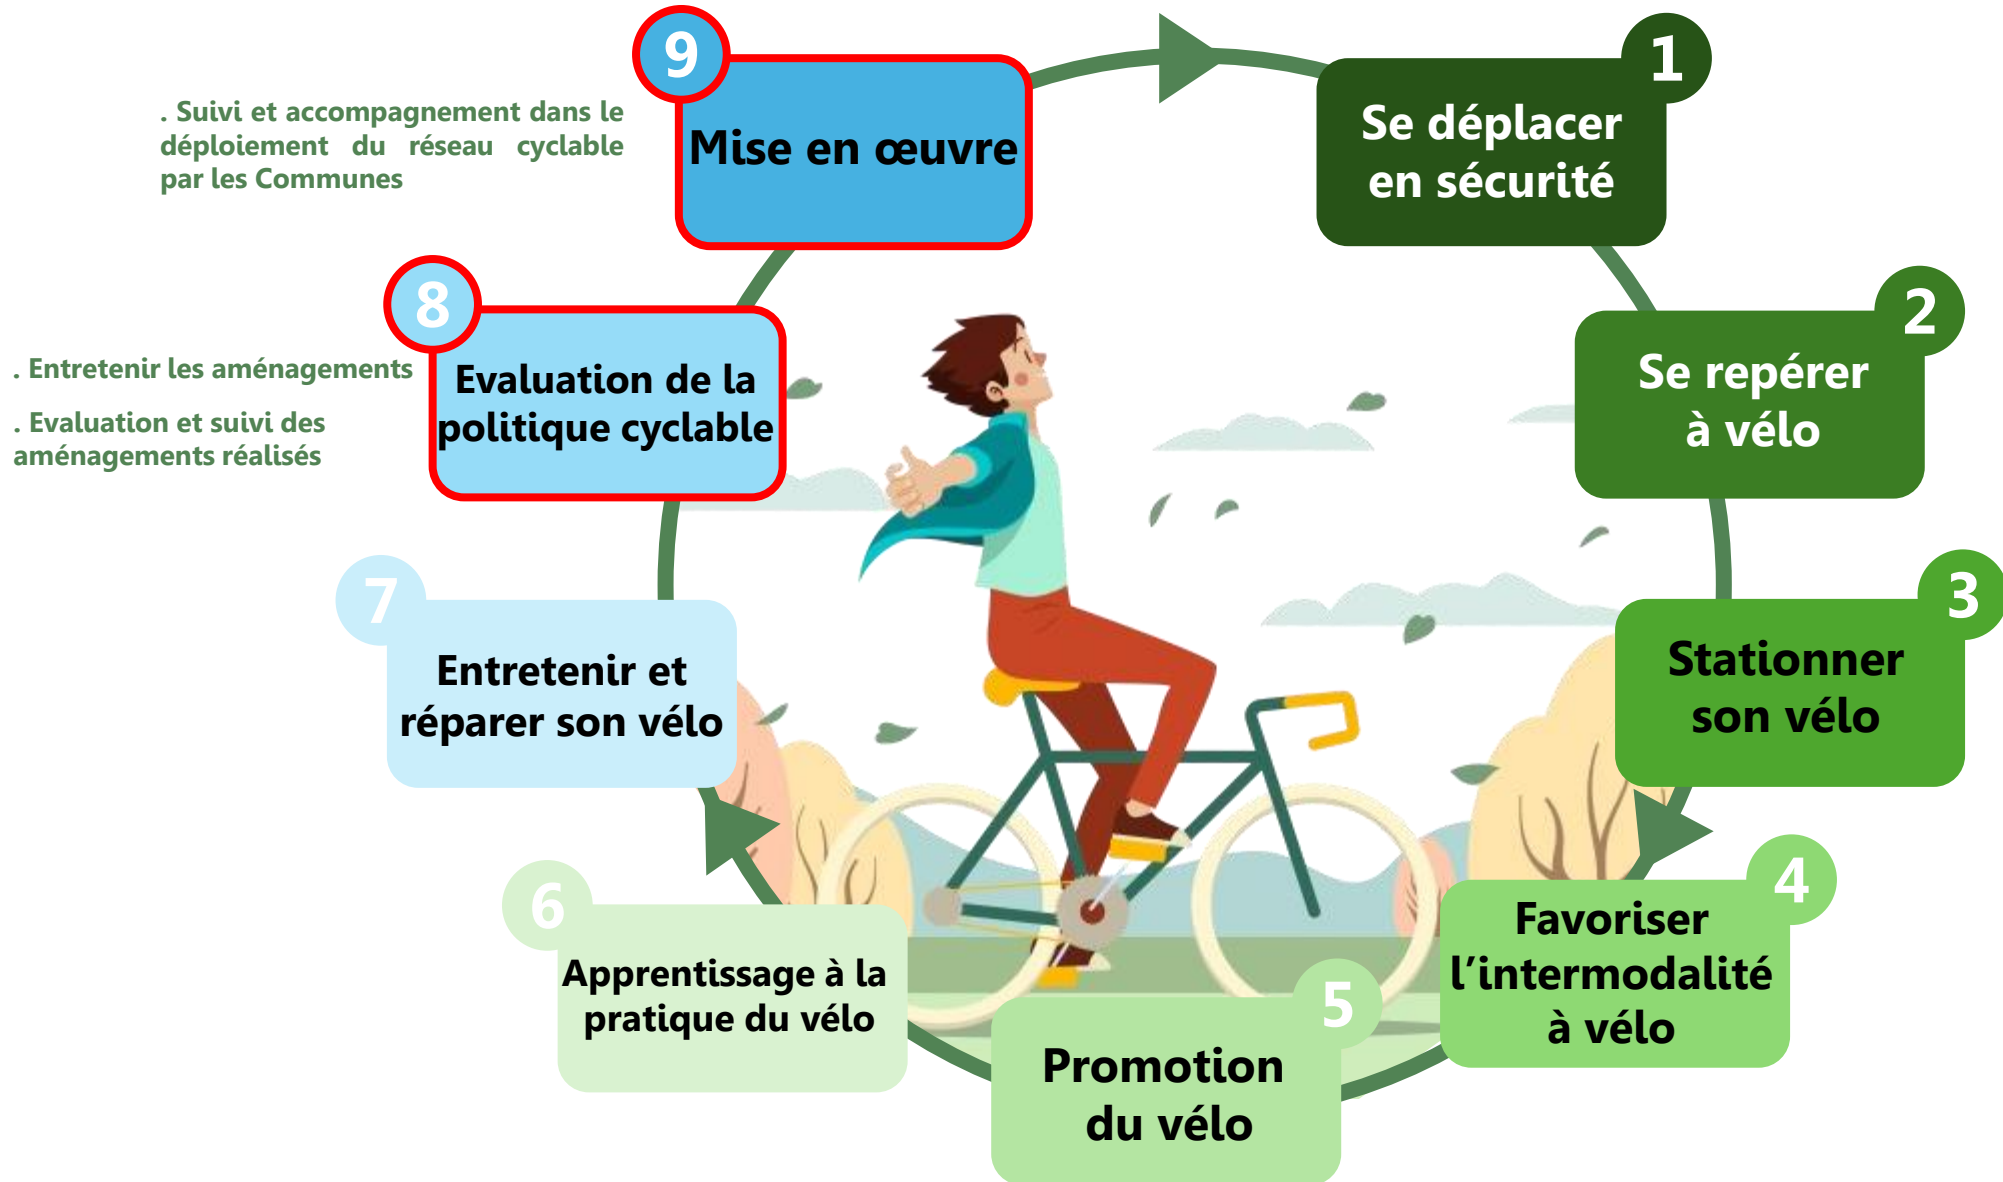 9
Mise en œuvre
. Suivi et accompagnement dans le
déploiement du réseau cyclable
par les Communes
1
Se déplacer
en sécurité
2
Se repérer
à vélo
3
Stationner
son vélo
4
Favoriser
l’intermodalité
à vélo
5
Promotion
du vélo
6
Apprentissage à la
pratique du vélo
7
Entretenir et
réparer son vélo
8
Evaluation de la
politique cyclable
. Entretenir les aménagements
. Evaluation et suivi des
aménagements réalisés